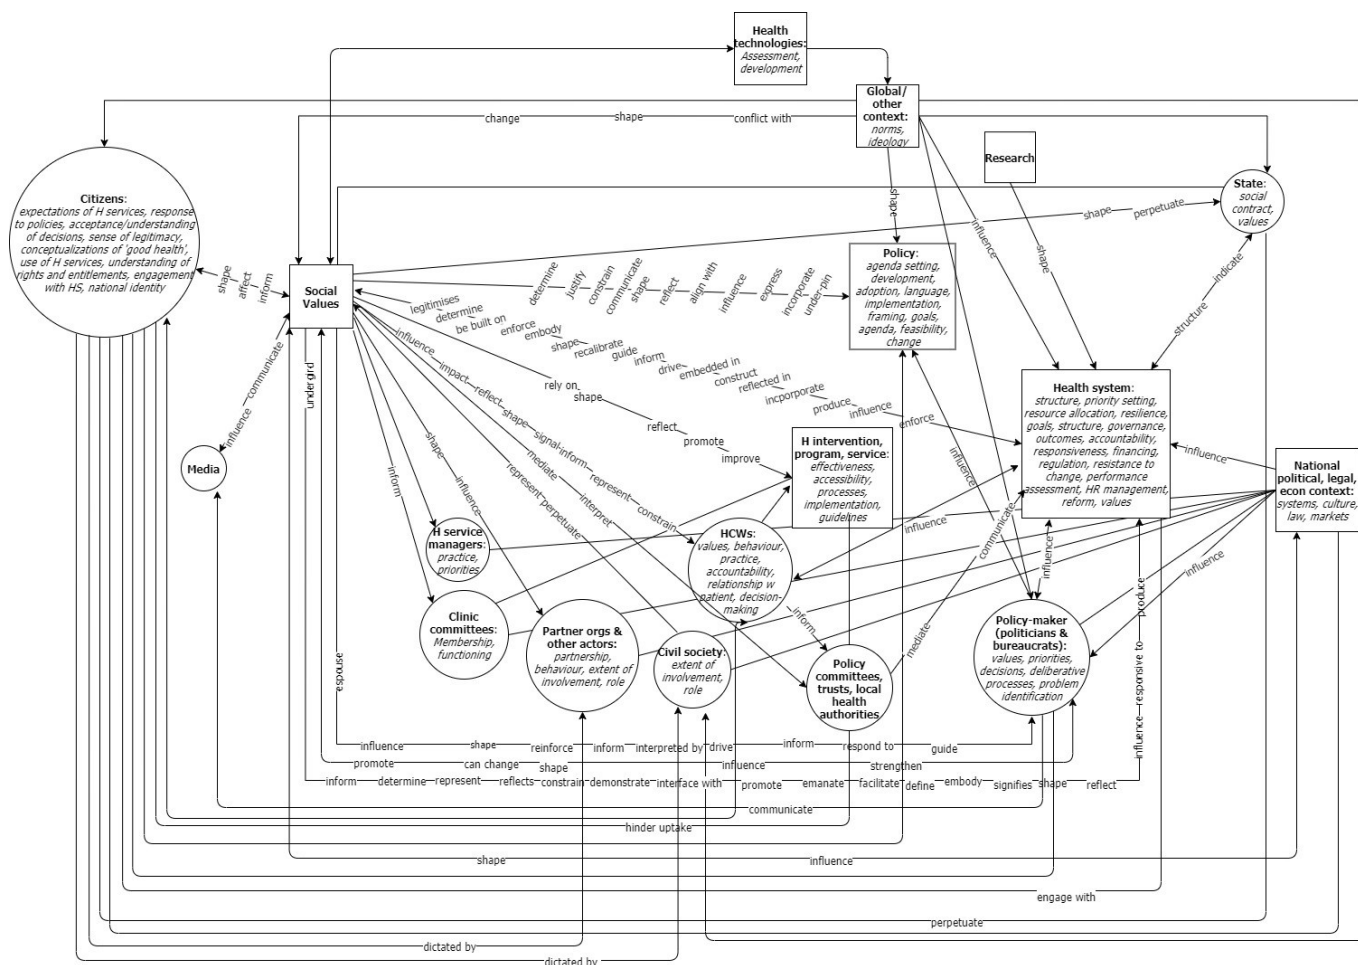 Health
technologies:
Assessment,
development
Global/
other
context:
norms,
ideology
change
shape
conflict with
Research
Citizens:
expectations of H services, response
to policies, acceptance/understanding
of decisions, sense of legitimacy,
conceptualizations of 'good health',
use of H services, understanding of
rights and entitlements, engagement
with HS, national identity
State:
social
contract,
values
shape
perpetuate
shape
influence
shape
indicate
structure
Policy:
agenda setting,
development,
adoption, language,
implementation,
framing, goals,
agenda, feasibility,
change
Social
Values
shape
affect
inform
determine
justify
constrain
communicate
shape
reflect
align with
influence
express
incorporate
under-pin
legitimises
determine
be built on
enforce
embody
shape
recalibrate
guide
inform
drive
embedded in
construct
reflected in
incporporate
produce
influence
enforce
communicate
influence
Media
undergird
espouse
influence
impact
reflect
shape
signal
inform
represent
constrain
rely on
shape
reflect
promote
improve
mediate
interpret
represent
perpetuate
shape
influence
inform
Health system:
structure, priority setting,
resource allocation, resilience,
goals, structure, governance,
outcomes, accountability,
responsiveness, financing,
regulation, resistance to
change, performance
assessment, HR management,
reform, values
H intervention,
program, service:
effectiveness,
accessibility,
processes,
implementation,
guidelines
National
political, legal,
econ context:
systems, culture,
law, markets
influence
influence
influence
influence
influence
communicate
mediate
H service
managers:
practice,
priorities
HCWs:
values, behaviour,
practice,
accountability,
relationship w
patient, decision-
making
inform
Clinic
committees:
Membership,
functioning
Partner orgs &
other actors:
partnership,
behaviour, extent of
involvement, role
Civil society:
extent of
involvement,
role
Policy
committees,
trusts, local
health
authorities
Policy-maker
(politicians &
bureaucrats):
values, priorities,
decisions, deliberative
processes, problem
identification
produce
responsive to
influence
influence
shape
reinforce
inform
interpreted by
drive
inform
respond to
guide
promote
can change
shape
influence
strengthen
inform
determine
represent
reflects
constrain
demonstrate
interface with
promote
emanate
facilitate
define
embody
signifies
shape
reflect
communicate
hinder uptake
shape
influence
engage with
perpetuate
dictated by
dictated by